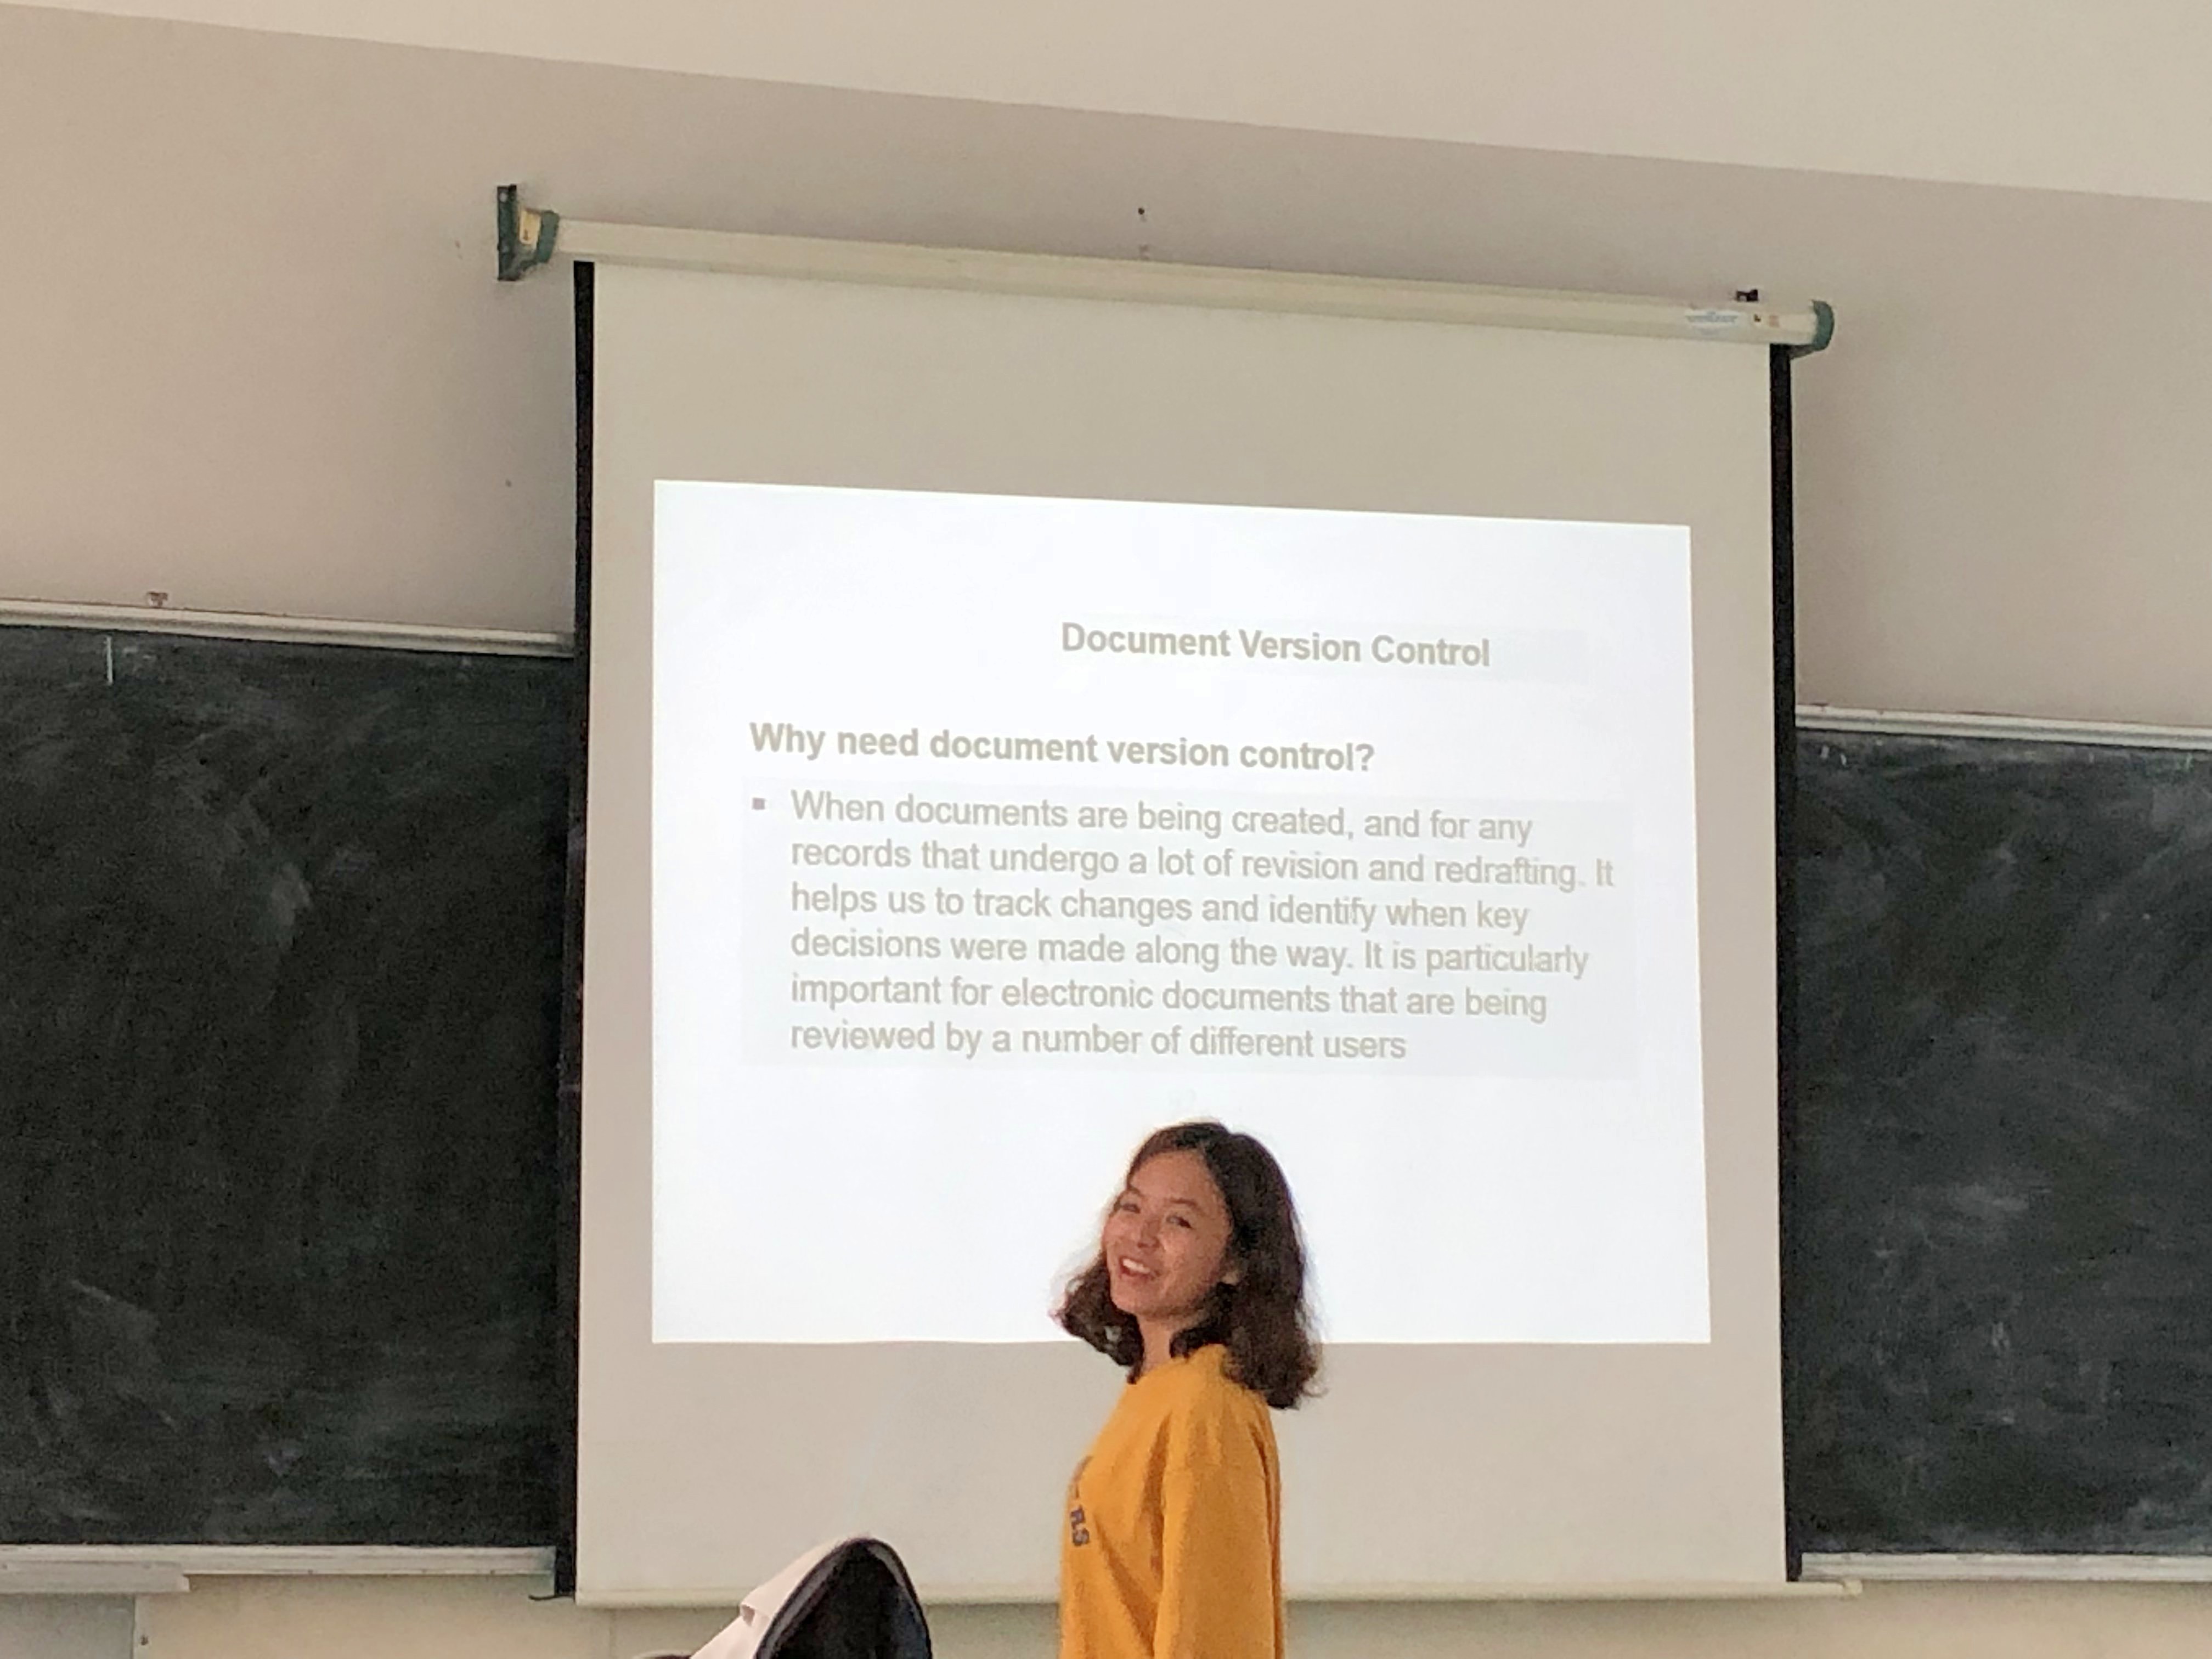 Document Version Control
Why need document version control?
▪ When documents are being created, and for any
records that undergo a lot of revision and redrafting. It
helps us to track changes and identify when key
decisions were made along the way. It is particularly
important for electronic documents that are being
reviewed by a number of different users